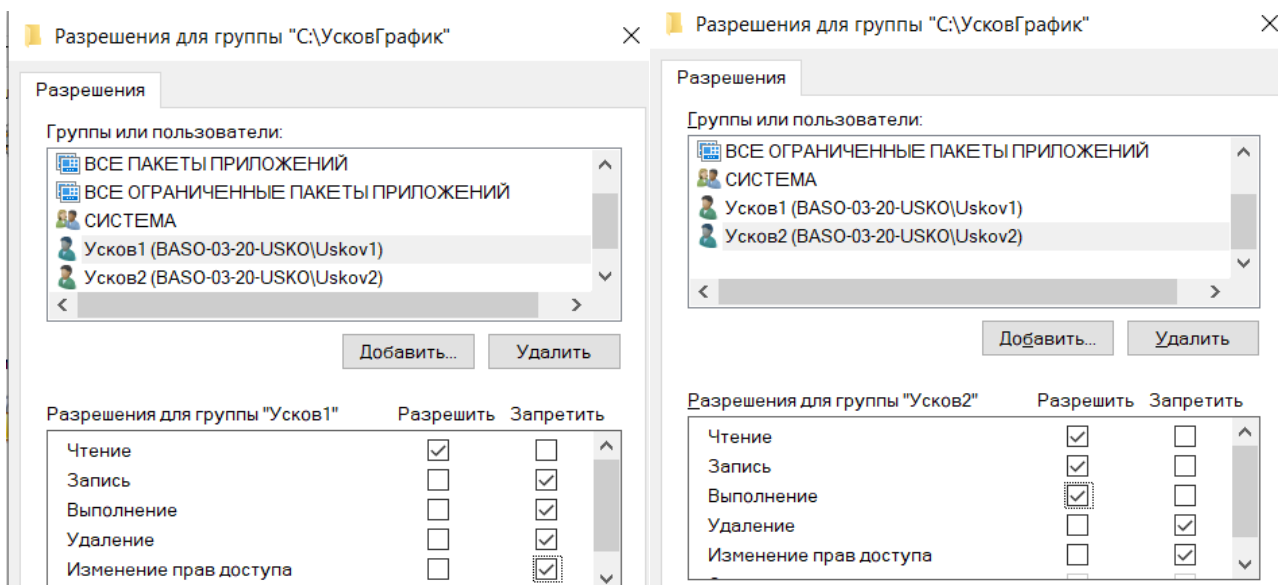 Разрешения для группы "C:\УсковГрафик"
Разрешения
Группы или пользователи:
ВСЕ ПАКЕТЫ ПРИЛОЖЕНИЙ
ВСЕ ОГРАНИЧЕННЫЕ ПАКЕТЫ ПРИЛОЖЕНИЙ
СИСТЕМА
Усков1 (BASO-03-20-USKO\Uskov1)
Усков2 (BASO-03-20-USKO\Uskov2)
Добавить... Удалить
Разрешения для группы "Усков1" Разрешить Запретить
Чтение
Запись
Выполнение
Удаление
Изменение прав доступа
Разрешения для группы "C:\УсковГрафик"
Разрешения
Группы или пользователи:
ВСЕ ОГРАНИЧЕННЫЕ ПАКЕТЫ ПРИЛОЖЕНИЙ
СИСТЕМА
Усков1 (BASO-03-20-USKO\Uskov1)
Усков2 (BASO-03-20-USKO\Uskov2)
Добавить... Удалить
Разрешения для группы "Усков2" Разрешить Запретить
Чтение
Запись
Выполнение
Удаление
Изменение прав доступа